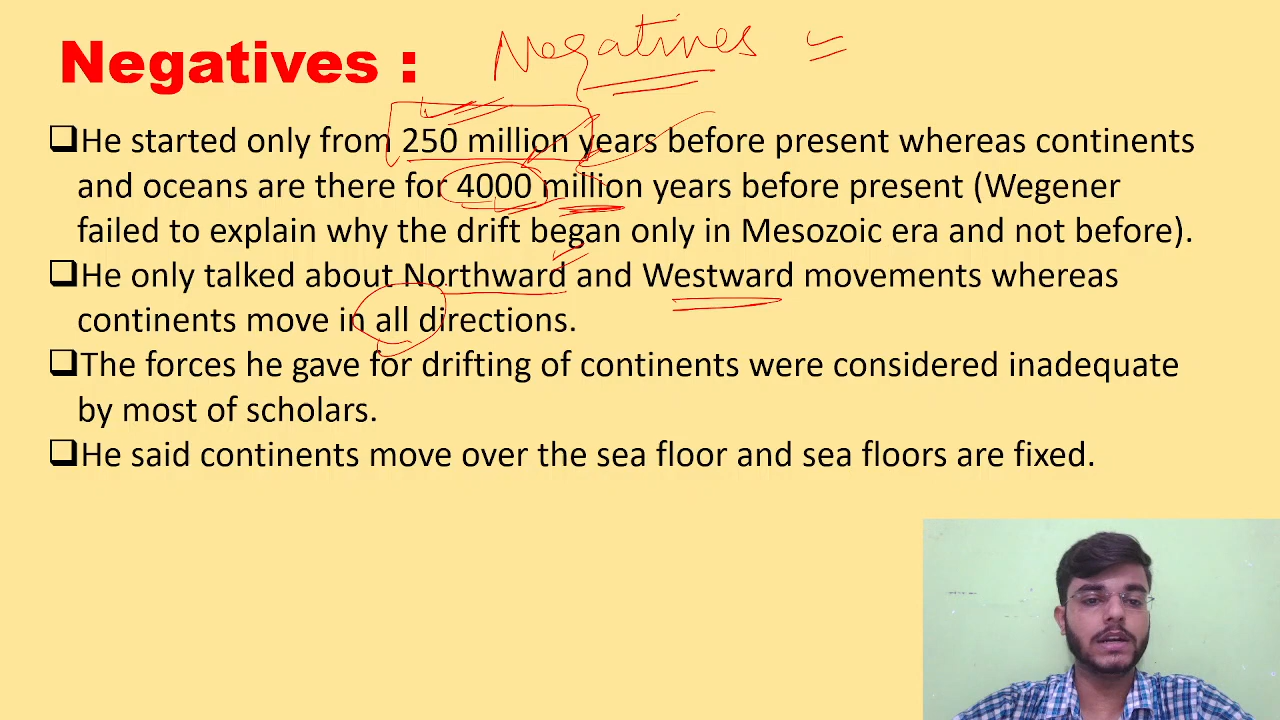 Negatives :
Negatives
❑He started only from 250 million years before present whereas continents
and oceans are there for 4000 million years before present (Wegener
failed to explain why the drift began only in Mesozoic era and not before).
❑He only talked about Northward and Westward movements whereas
continents move in all directions.
❑The forces he gave for drifting of continents were considered inadequate
by most of scholars.
❑He said continents move over the sea floor and sea floors are fixed.